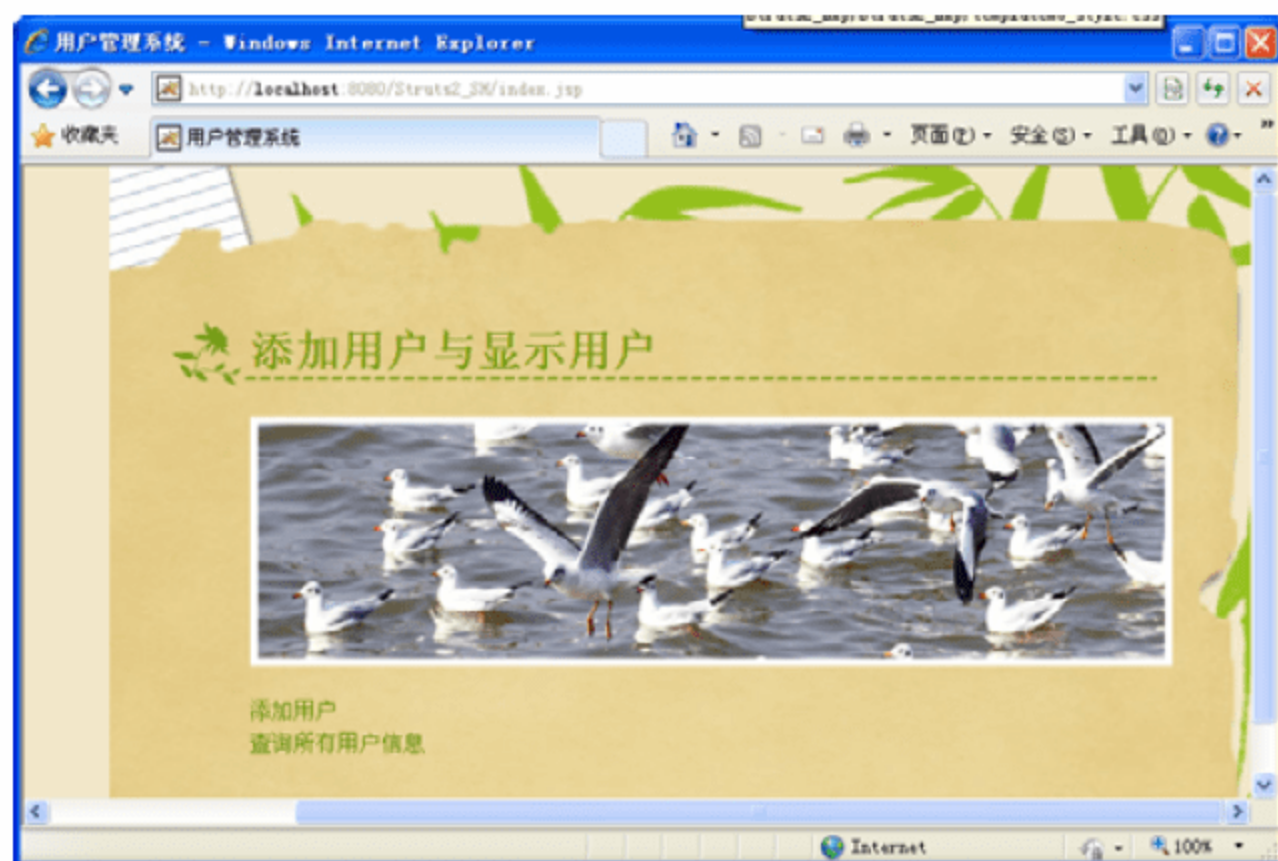 用户管理系统 - Windows Internet Explorer
http://localhost:8080/Struts2_SM/index.jsp
收藏夹
用户管理系统
页面(P)
安全(S)
工具(O)
添加用户与显示用户
添加用户
查询所有用户信息
Internet
100%